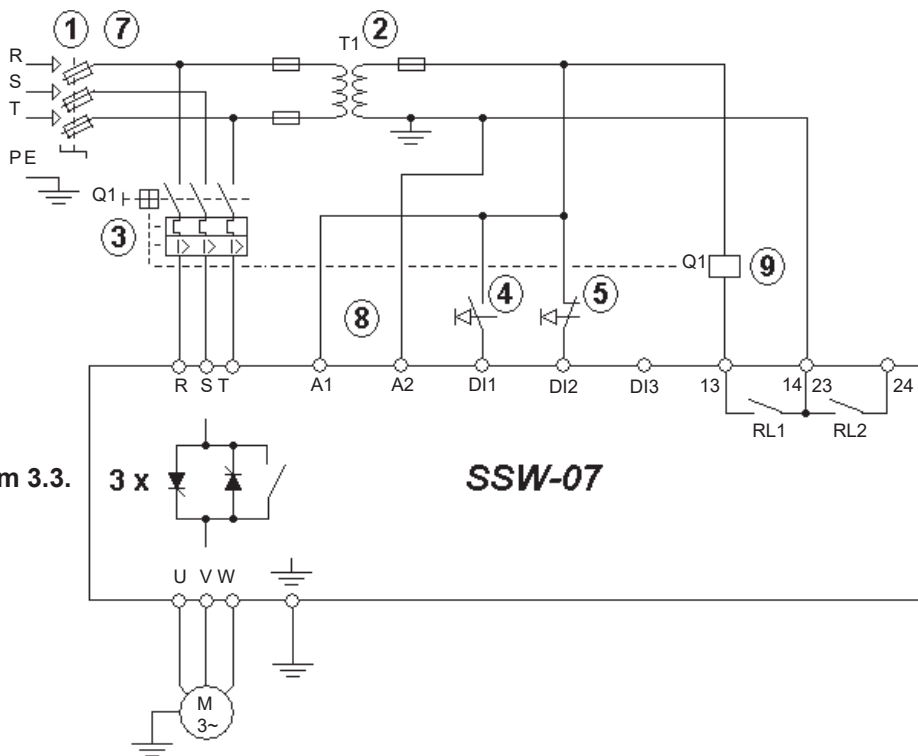 1 7 2
T1
R
S
T
PE
Q1
3
Q1 9
4 5
8
R S T A1 A2 DI1 DI2 DI3 13 14 23 24
RL1 RL2
m 3.3. 3 x SSW-07
U V W
M
3~